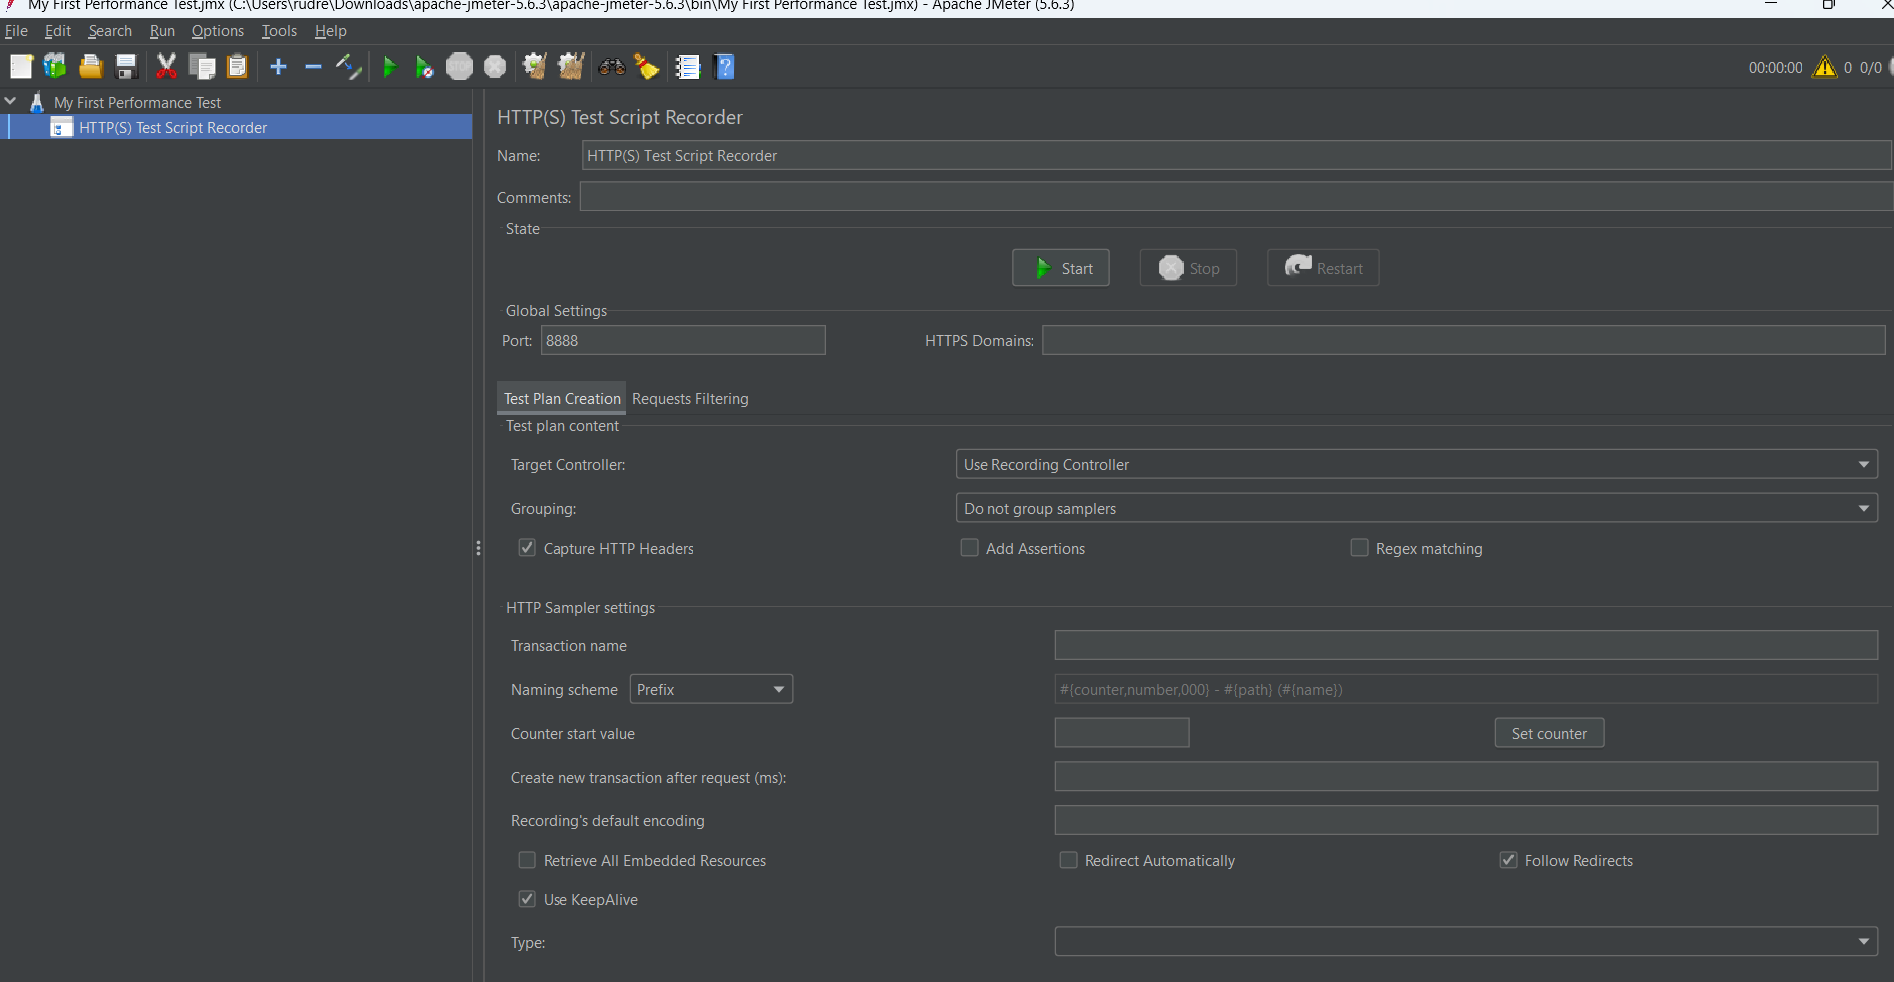 My First Performance Test.jmx (C:\Users\rudre\Downloads\apache-jmeter-5.6.3\apache-jmeter-5.6.3\bin\My First Performance Test.jmx) - Apache JMeter (5.6.3)
File Edit Search Run Options Tools Help
STOP ? 00:00:00 0 0/0
My First Performance Test
HTTP(S) Test Script Recorder
HTTP(S) Test Script Recorder
Name: HTTP(S) Test Script Recorder
Comments:
State
Start Stop Restart
Global Settings
Port: 8888 HTTPS Domains:
Test Plan Creation Requests Filtering
Test plan content
Target Controller: Use Recording Controller
Grouping: Do not group samplers
Capture HTTP Headers Add Assertions Regex matching
HTTP Sampler settings
Transaction name
Naming scheme Prefix #{counter,number,000} - #{path} (#{name})
Counter start value Set counter
Create new transaction after request (ms):
Recording's default encoding
Retrieve All Embedded Resources Redirect Automatically Follow Redirects
Use KeepAlive
Type: